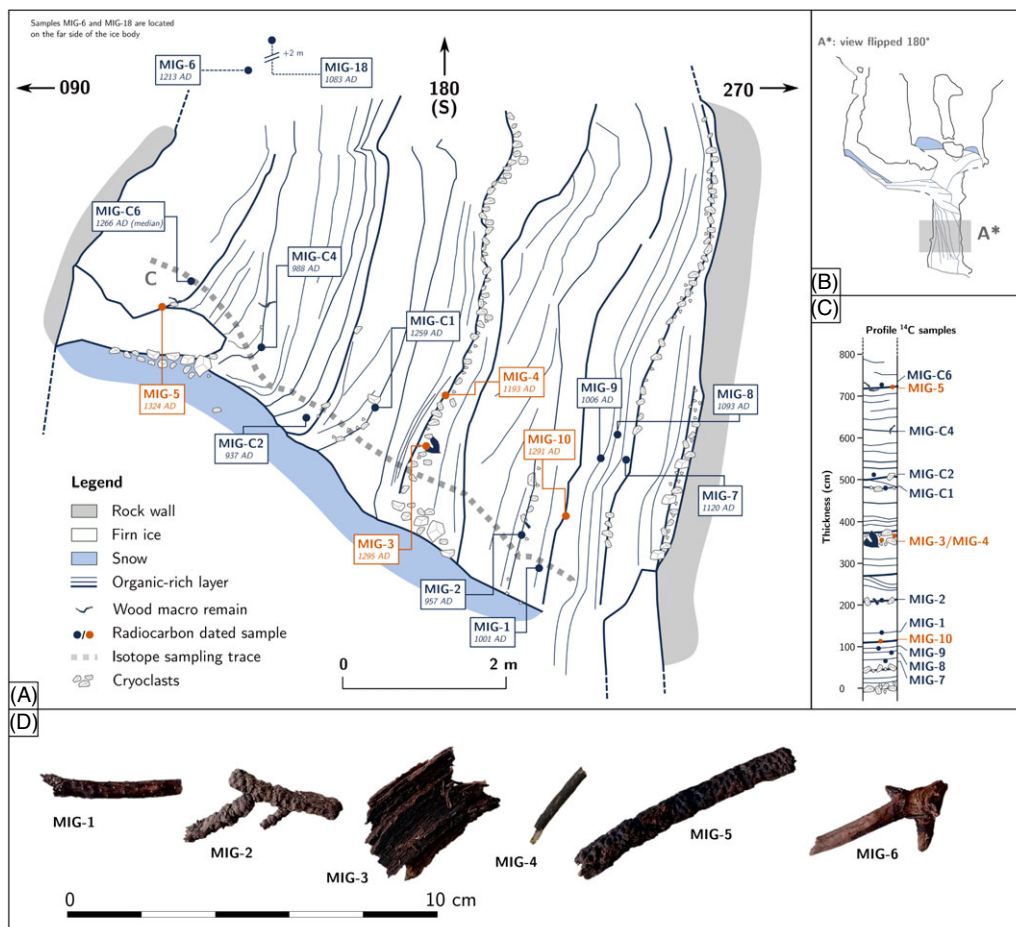 Samples MIG-6 and MIG-18 are located
on the far side of the ice body
MIG-6
1213 AD
+2 m
MIG-18
1083 AD
090
180
(S)
270
MIG-C6
1266 AD (median)
C
MIG-C4
988 AD
MIG-C1
1259 AD
MIG-4
1193 AD
MIG-9
1006 AD
MIG-8
1093 AD
MIG-5
1324 AD
MIG-C2
937 AD
MIG-10
1291 AD
MIG-7
1120 AD
MIG-3
1295 AD
MIG-2
957 AD
MIG-1
1001 AD
Legend
Rock wall
Firn ice
Snow
Organic-rich layer
Wood macro remain
Radiocarbon dated sample
Isotope sampling trace
Cryoclasts
0 2 m
(A)
A*: view flipped 180°
A*
(B)
(C)
Profile ¹⁴C samples
Thickness (cm)
800
700
600
500
400
300
200
100
0
MIG-C6
MIG-5
MIG-C4
MIG-C2
MIG-C1
MIG-3/MIG-4
MIG-2
MIG-1
MIG-10
MIG-9
MIG-8
MIG-7
(D)
MIG-1
MIG-2
MIG-3
MIG-4
MIG-5
MIG-6
0 10 cm